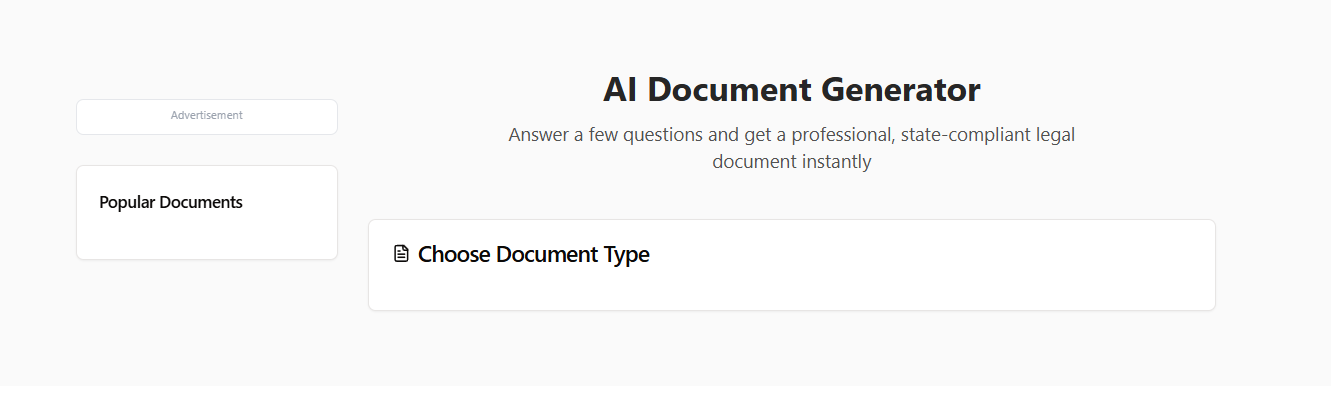 Advertisement
Popular Documents
AI Document Generator
Answer a few questions and get a professional, state-compliant legal
document instantly
Choose Document Type